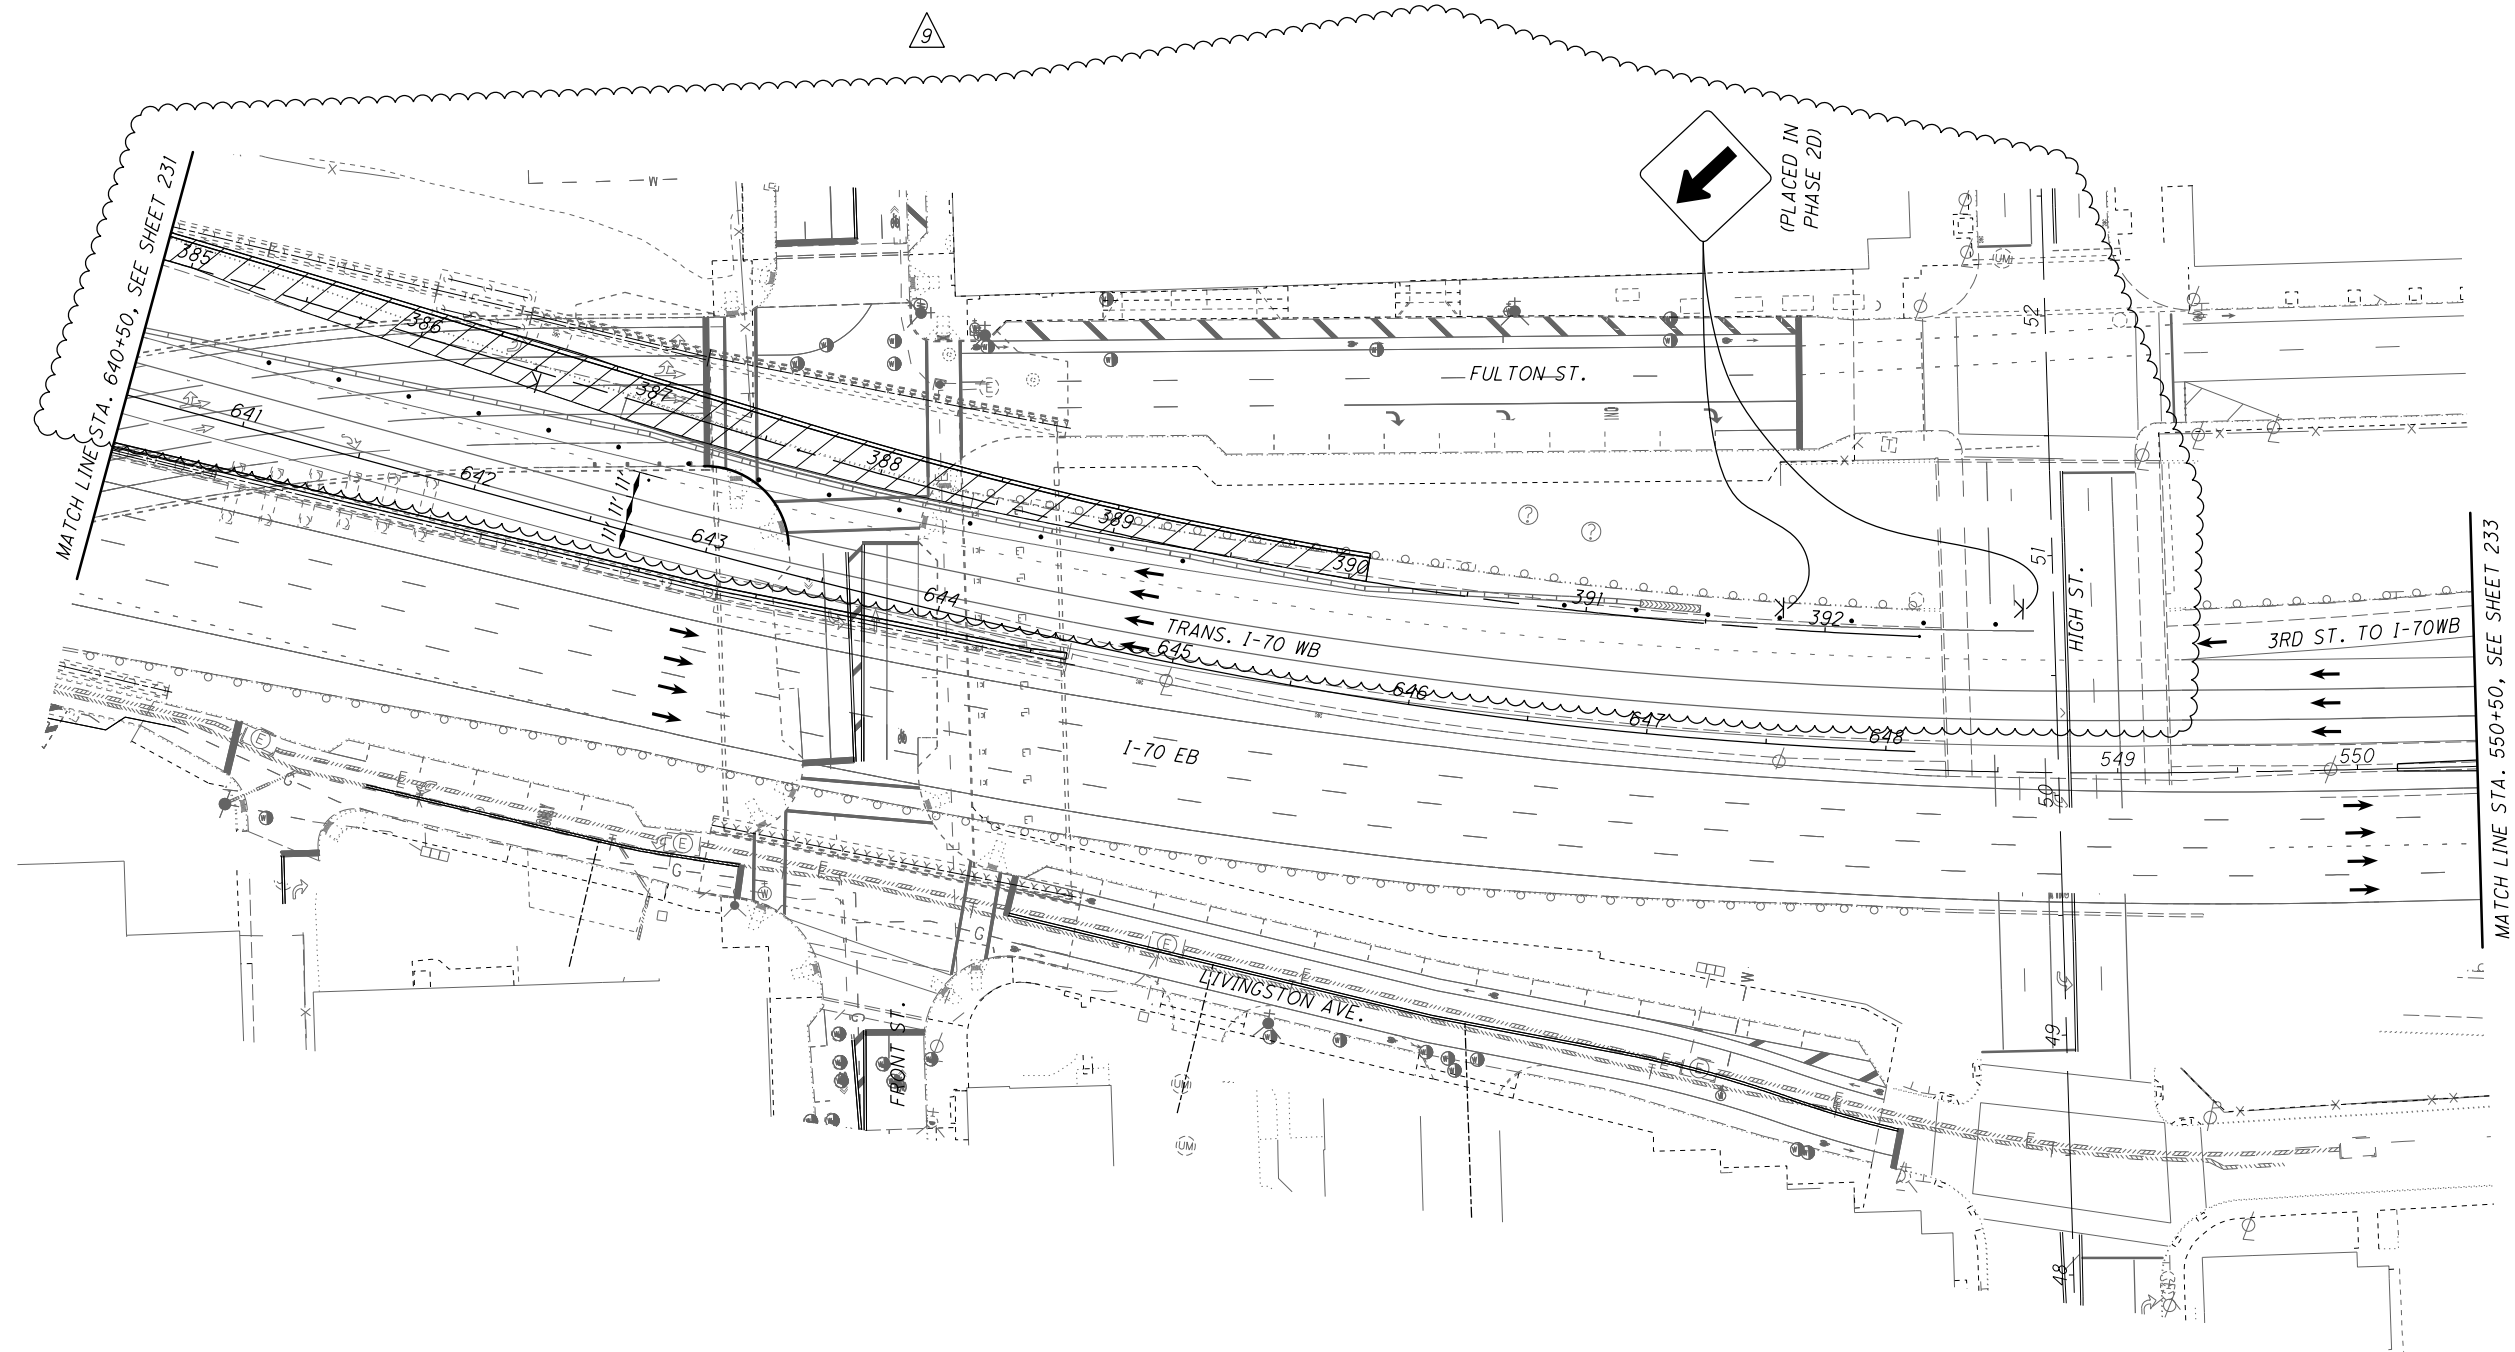 9
(PLACED IN
PHASE 2D)
MATCH LINE STA. 640+50, SEE SHEET 231
385
386
387
388
389
390
391
392
FULTON ST.
52
51
50
49
48
HIGH ST.
641
642
643
644
645
646
647
648
549
550
11' 11' 11'
TRANS. I-70 WB
3RD ST. TO I-70WB
I-70 EB
MATCH LINE STA. 550+50, SEE SHEET 233
LIVINGSTON AVE.
FRONT ST.
W
E
G
E
E
G
W
E
E
G
E
E
W
E
E
E
E
UM
UM
UM
?
?
T